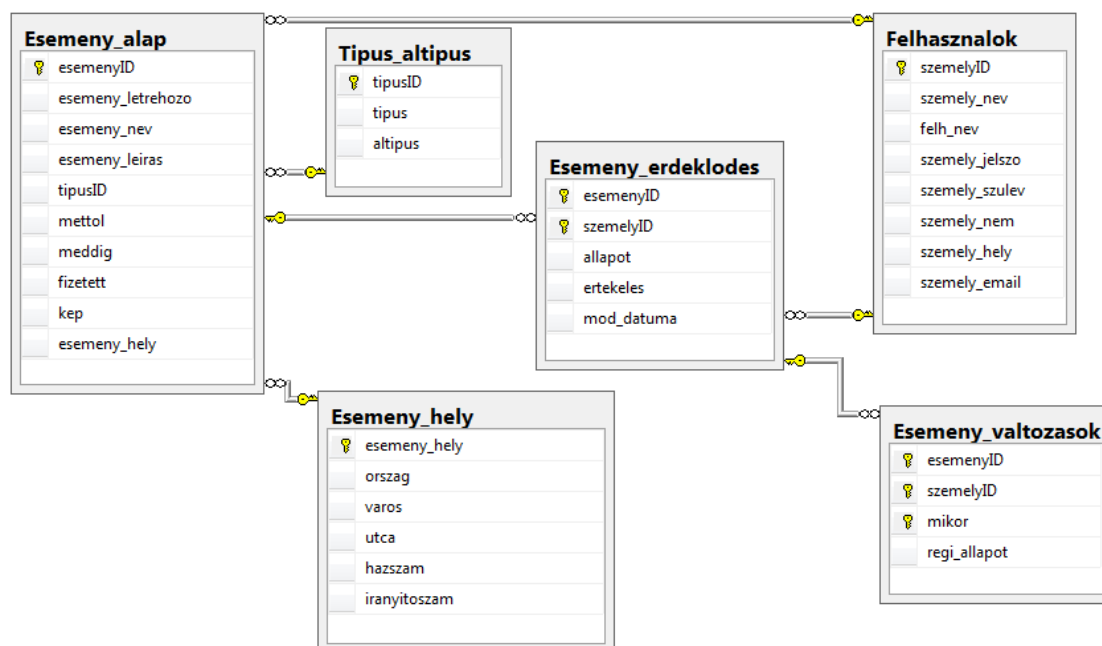 Esemeny_alap
esemenyID
esemeny_letrehozo
esemeny_nev
esemeny_leiras
tipusID
mettol
meddig
fizetett
kep
esemeny_hely
Tipus_altipus
tipusID
tipus
altipus
Esemeny_erdeklodes
esemenyID
szemelyID
allapot
ertekeles
mod_datuma
Felhasznalok
szemelyID
szemely_nev
felh_nev
szemely_jelszo
szemely_szulev
szemely_nem
szemely_hely
szemely_email
Esemeny_hely
esemeny_hely
orszag
varos
utca
hazszam
iranyitoszam
Esemeny_valtozasok
esemenyID
szemelyID
mikor
regi_allapot